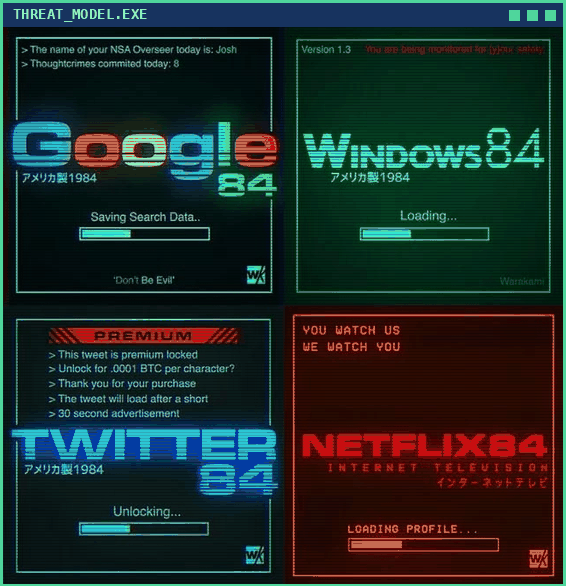 THREAT_MODEL.EXE
> The name of your NSA Overseer today is: Josh
> Thoughtcrimes commited today: 8
Google
84
アメリカ製1984
Saving Search Data..
'Don't Be Evil'
WK
Version 1.3
You are being monitored for (y)our safety
WINDOWS84
アメリカ製1984
Loading...
Warakami
PREMIUM
> This tweet is premium locked
> Unlock for .0001 BTC per character?
> Thank you for your purchase
> The tweet will load after a short
> 30 second advertisement
TWITTER
84
アメリカ製1984
Unlocking...
WK
YOU WATCH US
WE WATCH YOU
NETFLIX84
INTERNET TELEVISION
インターネットテレビ
LOADING PROFILE...
WK